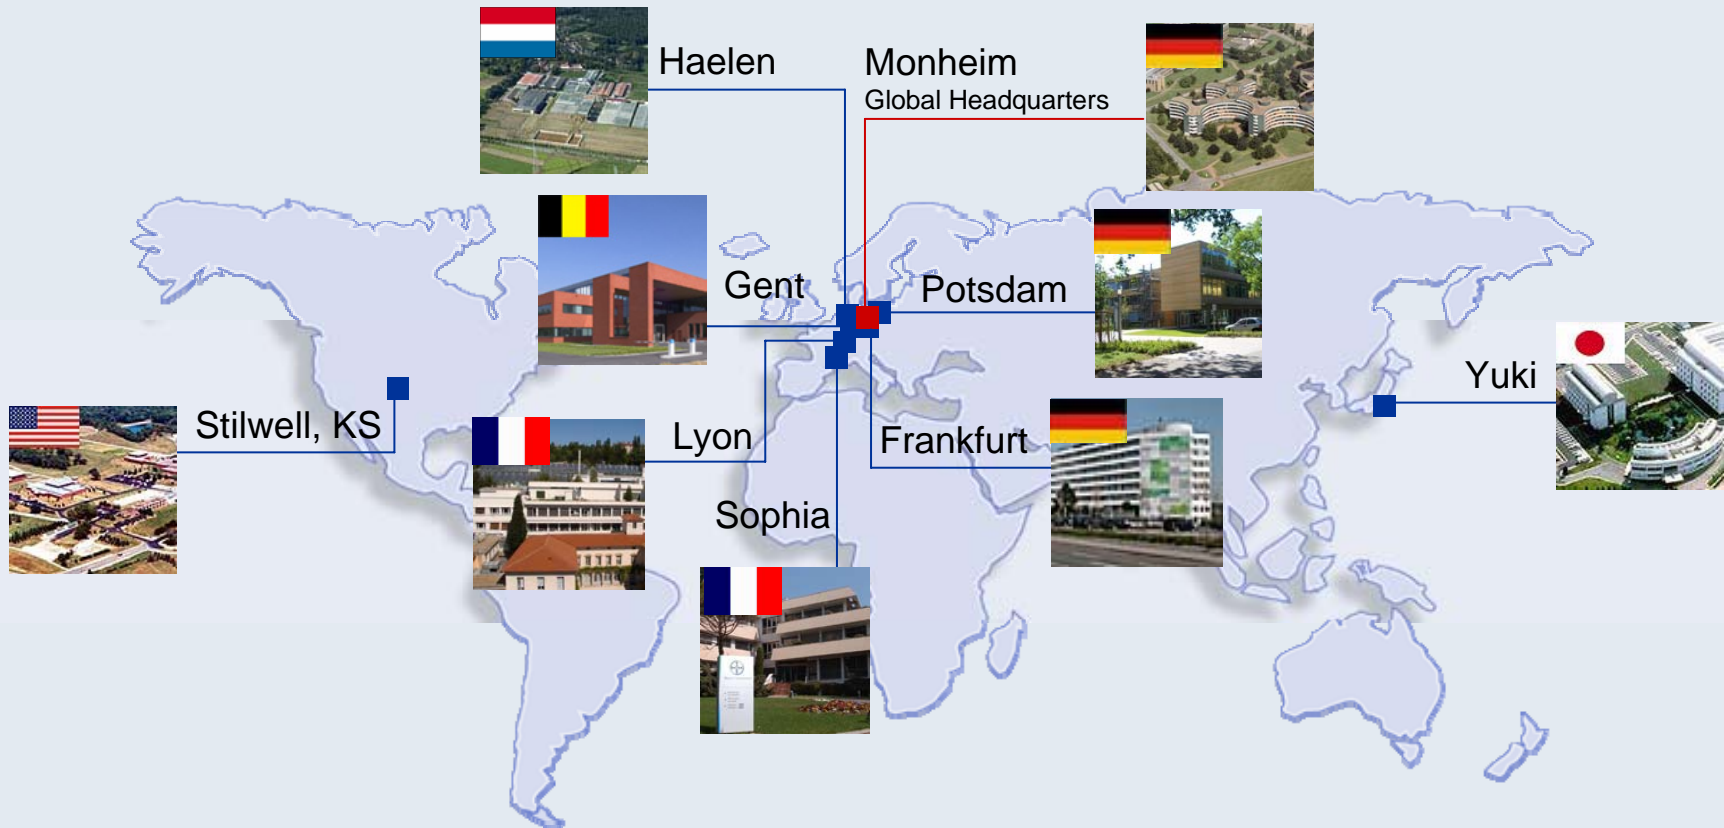 Haelen
Monheim
Global Headquarters
Gent
Potsdam
Yuki
Stilwell, KS
Lyon
Frankfurt
Sophia